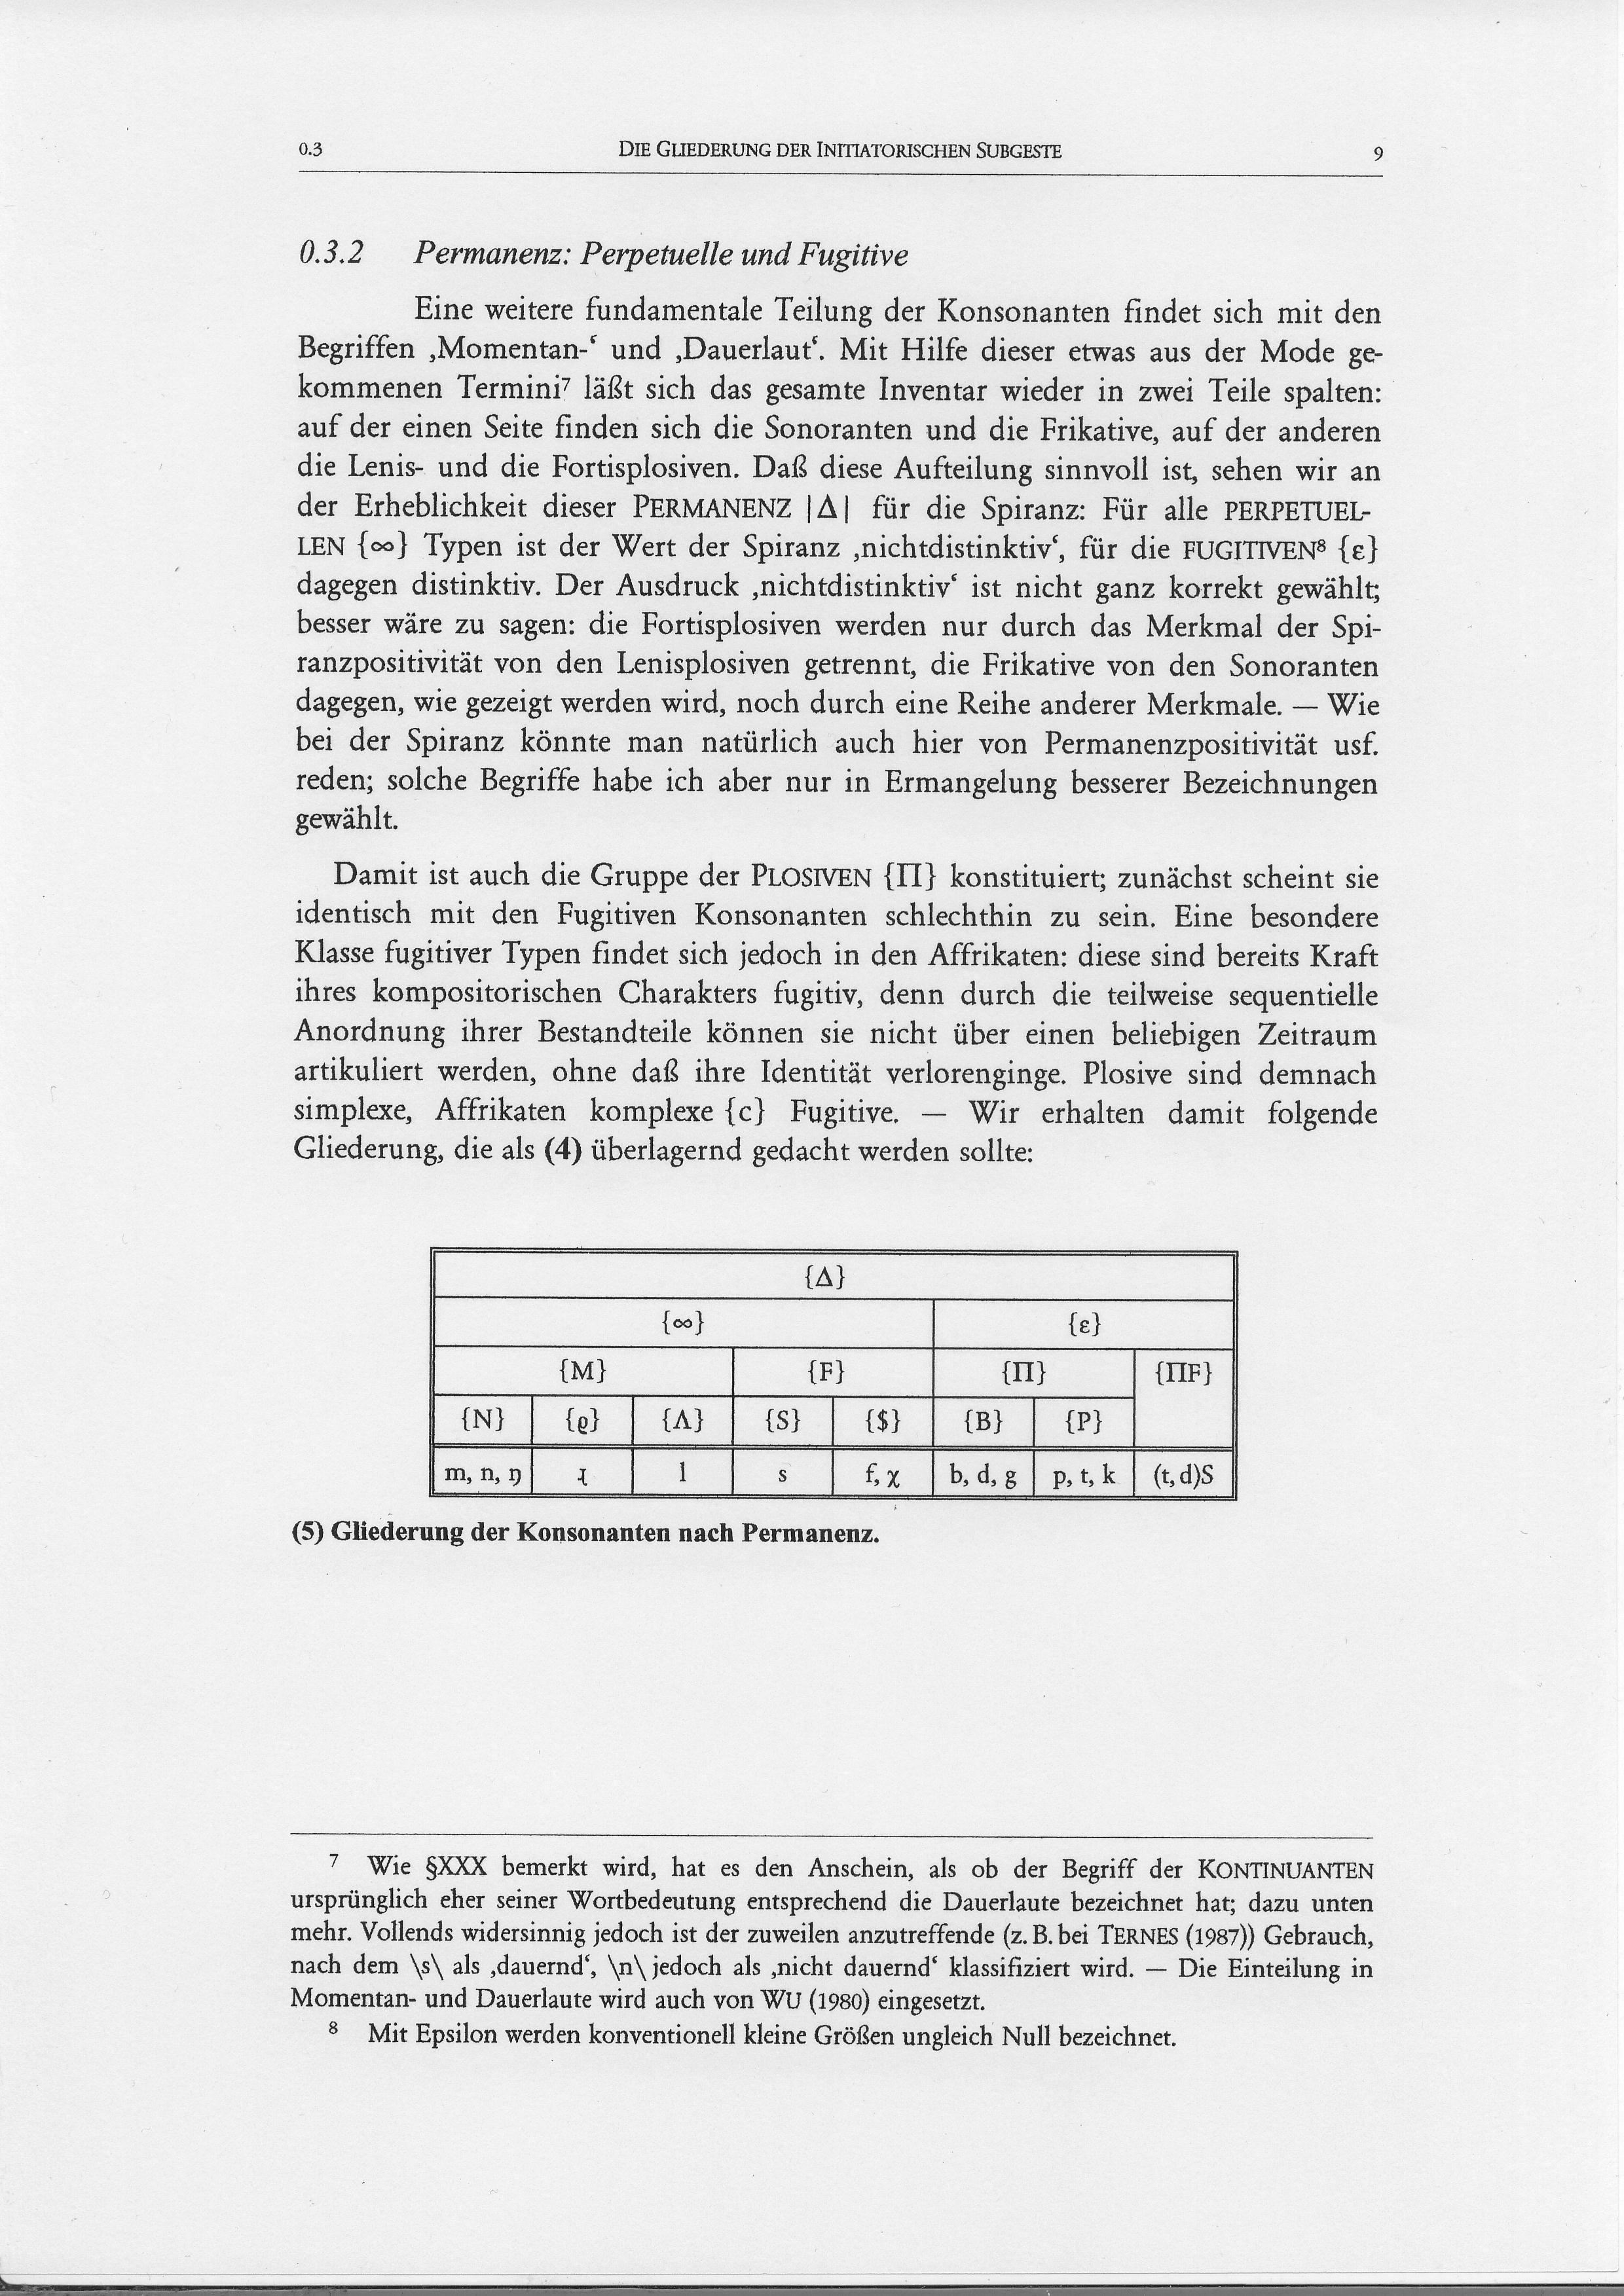 0.3 DIE GLIEDERUNG DER INITIATORISCHEN SUBGESTE 9
0.3.2 Permanenz: Perpetuelle und Fugitive
Eine weitere fundamentale Teilung der Konsonanten findet sich mit den
Begriffen ‚Momentan-‘ und ‚Dauerlaut‘. Mit Hilfe dieser etwas aus der Mode ge-
kommenen Termini⁷ läßt sich das gesamte Inventar wieder in zwei Teile spalten:
auf der einen Seite finden sich die Sonoranten und die Frikative, auf der anderen
die Lenis- und die Fortisplosiven. Daß diese Aufteilung sinnvoll ist, sehen wir an
der Erheblichkeit dieser PERMANENZ |Δ| für die Spiranz: Für alle PERPETUEL-
LEN {∞} Typen ist der Wert der Spiranz ‚nichtdistinktiv‘, für die FUGITIVEN⁸ {ε}
dagegen distinktiv. Der Ausdruck ‚nichtdistinktiv‘ ist nicht ganz korrekt gewählt;
besser wäre zu sagen: die Fortisplosiven werden nur durch das Merkmal der Spi-
ranzpositivität von den Lenisplosiven getrennt, die Frikative von den Sonoranten
dagegen, wie gezeigt werden wird, noch durch eine Reihe anderer Merkmale. — Wie
bei der Spiranz könnte man natürlich auch hier von Permanenzpositivität usf.
reden; solche Begriffe habe ich aber nur in Ermangelung besserer Bezeichnungen
gewählt.
Damit ist auch die Gruppe der PLOSIVEN {Π} konstituiert; zunächst scheint sie
identisch mit den Fugitiven Konsonanten schlechthin zu sein. Eine besondere
Klasse fugitiver Typen findet sich jedoch in den Affrikaten: diese sind bereits Kraft
ihres kompositorischen Charakters fugitiv, denn durch die teilweise sequentielle
Anordnung ihrer Bestandteile können sie nicht über einen beliebigen Zeitraum
artikuliert werden, ohne daß ihre Identität verlorenginge. Plosive sind demnach
simplexe, Affrikaten komplexe {c} Fugitive. — Wir erhalten damit folgende
Gliederung, die als (4) überlagernd gedacht werden sollte:
{Δ}
{∞} {ε}
{M} {F} {Π} {ΠF}
{N} {ϱ} {Λ} {S} {$} {B} {P}
m, n, ŋ ɻ l s f, χ b, d, g p, t, k (t,d)S
(5) Gliederung der Konsonanten nach Permanenz.
⁷ Wie §XXX bemerkt wird, hat es den Anschein, als ob der Begriff der KONTINUANTEN
ursprünglich eher seiner Wortbedeutung entsprechend die Dauerlaute bezeichnet hat; dazu unten
mehr. Vollends widersinnig jedoch ist der zuweilen anzutreffende (z. B. bei TERNES (1987)) Gebrauch,
nach dem \s\ als ‚dauernd‘, \n\ jedoch als ‚nicht dauernd‘ klassifiziert wird. — Die Einteilung in
Momentan- und Dauerlaute wird auch von WU (1980) eingesetzt.
⁸ Mit Epsilon werden konventionell kleine Größen ungleich Null bezeichnet.